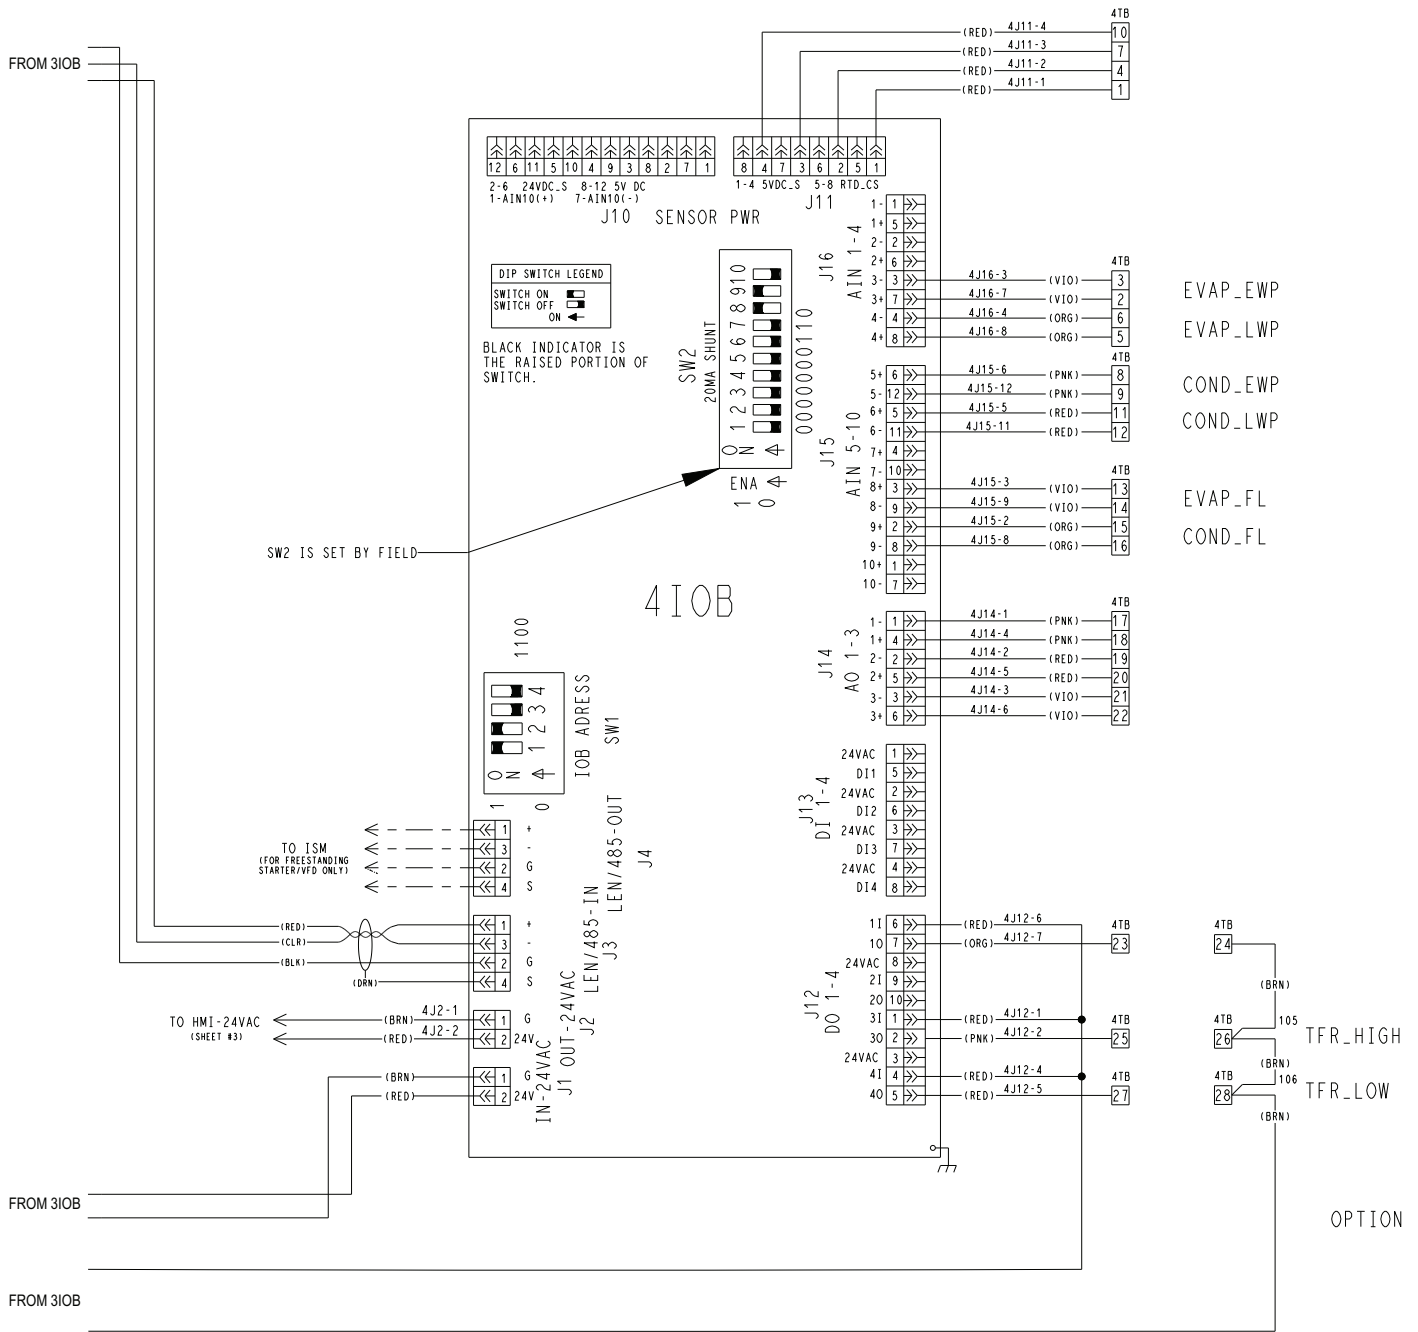 FROM 3IOB
4TB
(RED) 4J11-4 10
(RED) 4J11-3 7
(RED) 4J11-2 4
(RED) 4J11-1 1
12 6 11 5 10 4 9 3 8 2 7 1
8 4 7 3 6 2 5 1
2-6 24VDC_S 8-12 5V DC
1-AIN10(+) 7-AIN10(-)
J10 SENSOR PWR
1-4 5VDC_S 5-8 RTD_CS
J11
DIP SWITCH LEGEND
SWITCH ON
SWITCH OFF
ON
BLACK INDICATOR IS
THE RAISED PORTION OF
SWITCH.
SW2
20MA SHUNT
1 2 3 4 5 6 7 8 9 10
ON
0000000110
ENA
1 0
SW2 IS SET BY FIELD
4IOB
J16
AIN 1-4
1- 1
1+ 5
2- 2
2+ 6
4TB
3- 3 4J16-3 (VIO) 3
3+ 7 4J16-7 (VIO) 2
EVAP_EWP
4- 4 4J16-4 (ORG) 6
4+ 8 4J16-8 (ORG) 5
EVAP_LWP
J15
AIN 5-10
4TB
5+ 6 4J15-6 (PNK) 8
5- 12 4J15-12 (PNK) 9
COND_EWP
6+ 5 4J15-5 (RED) 11
6- 11 4J15-11 (RED) 12
COND_LWP
7+ 4
7- 10
4TB
8+ 3 4J15-3 (VIO) 13
8- 9 4J15-9 (VIO) 14
EVAP_FL
9+ 2 4J15-2 (ORG) 15
9- 8 4J15-8 (ORG) 16
COND_FL
10+ 1
10- 7
J14
AO 1-3
4TB
1- 1 4J14-1 (PNK) 17
1+ 4 4J14-4 (PNK) 18
2- 2 4J14-2 (RED) 19
2+ 5 4J14-5 (RED) 20
3- 3 4J14-3 (VIO) 21
3+ 6 4J14-6 (VIO) 22
1100
1 2 3 4
ON
1 0
IOB ADRESS
SW1
J13
DI 1-4
24VAC 1
DI1 5
24VAC 2
DI2 6
24VAC 3
DI3 7
24VAC 4
DI4 8
TO ISM
(FOR FREESTANDING
STARTER/VFD ONLY)
1 +
3 -
2 G
4 S
LEN/485-OUT
J4
(RED) 1 +
(CLR) 3 -
(BLK) 2 G
(DRN) 4 S
LEN/485-IN
J3
TO HMI-24VAC
(SHEET #3)
(BRN) 4J2-1 1 G
(RED) 4J2-2 2 24V
OUT-24VAC
J2
(BRN) 1 G
(RED) 2 24V
IN-24VAC
J1
J12
DO 1-4
1I 6 (RED) 4J12-6
4TB 4TB
1O 7 (ORG) 4J12-7 23 24
24VAC 8
2I 9
2O 10
(BRN)
3I 1 (RED) 4J12-1
4TB 4TB 105
3O 2 (PNK) 4J12-2 25 26 TFR_HIGH
24VAC 3
(BRN)
4I 4 (RED) 4J12-4
4TB 4TB 106
4O 5 (RED) 4J12-5 27 28 TFR_LOW
(BRN)
FROM 3IOB
OPTION
FROM 3IOB